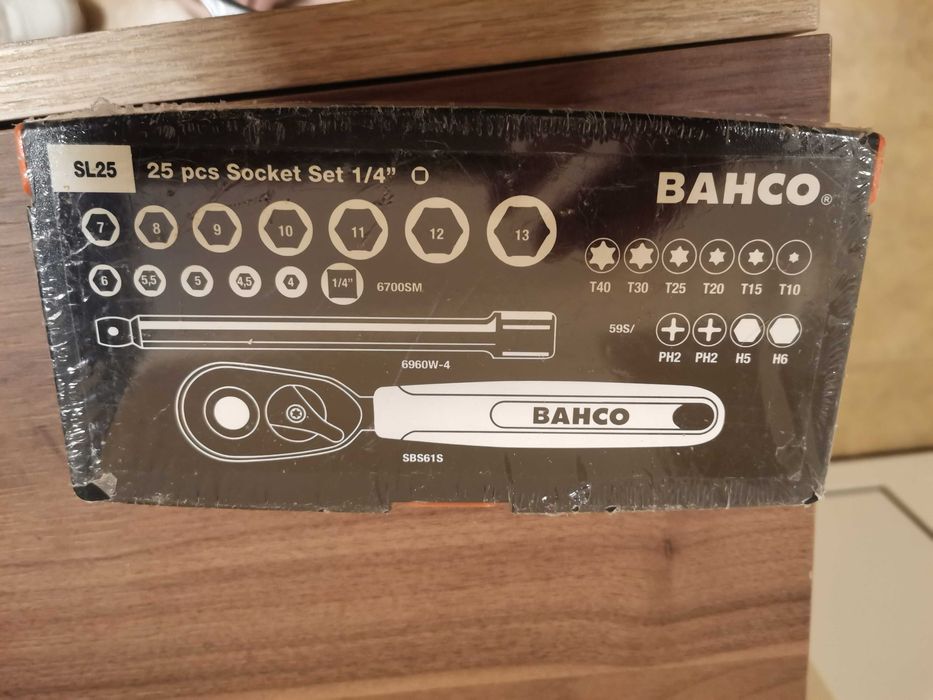 SL25 25 pcs Socket Set 1/4"
BAHCO®
7 8 9 10 11 12 13
6 5,5 5 4,5 4 1/4" 6700SM
T40 T30 T25 T20 T15 T10
59S/
PH2 PH2 H5 H6
6960W-4
BAHCO
SBS61S